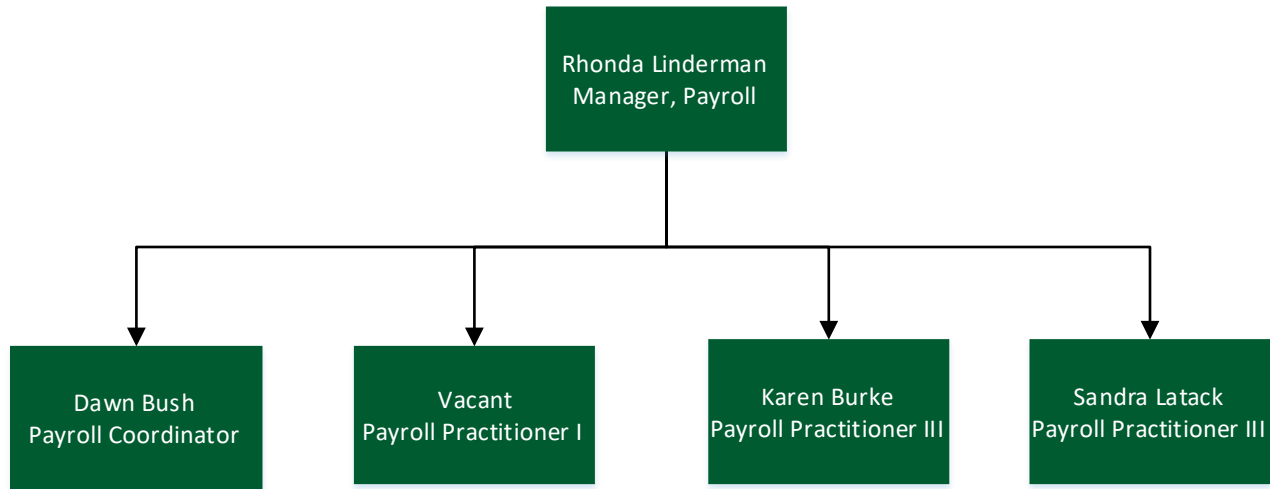 Rhonda Linderman
Manager, Payroll
Dawn Bush
Payroll Coordinator
Vacant
Payroll Practitioner I
Karen Burke
Payroll Practitioner III
Sandra Latack
Payroll Practitioner III